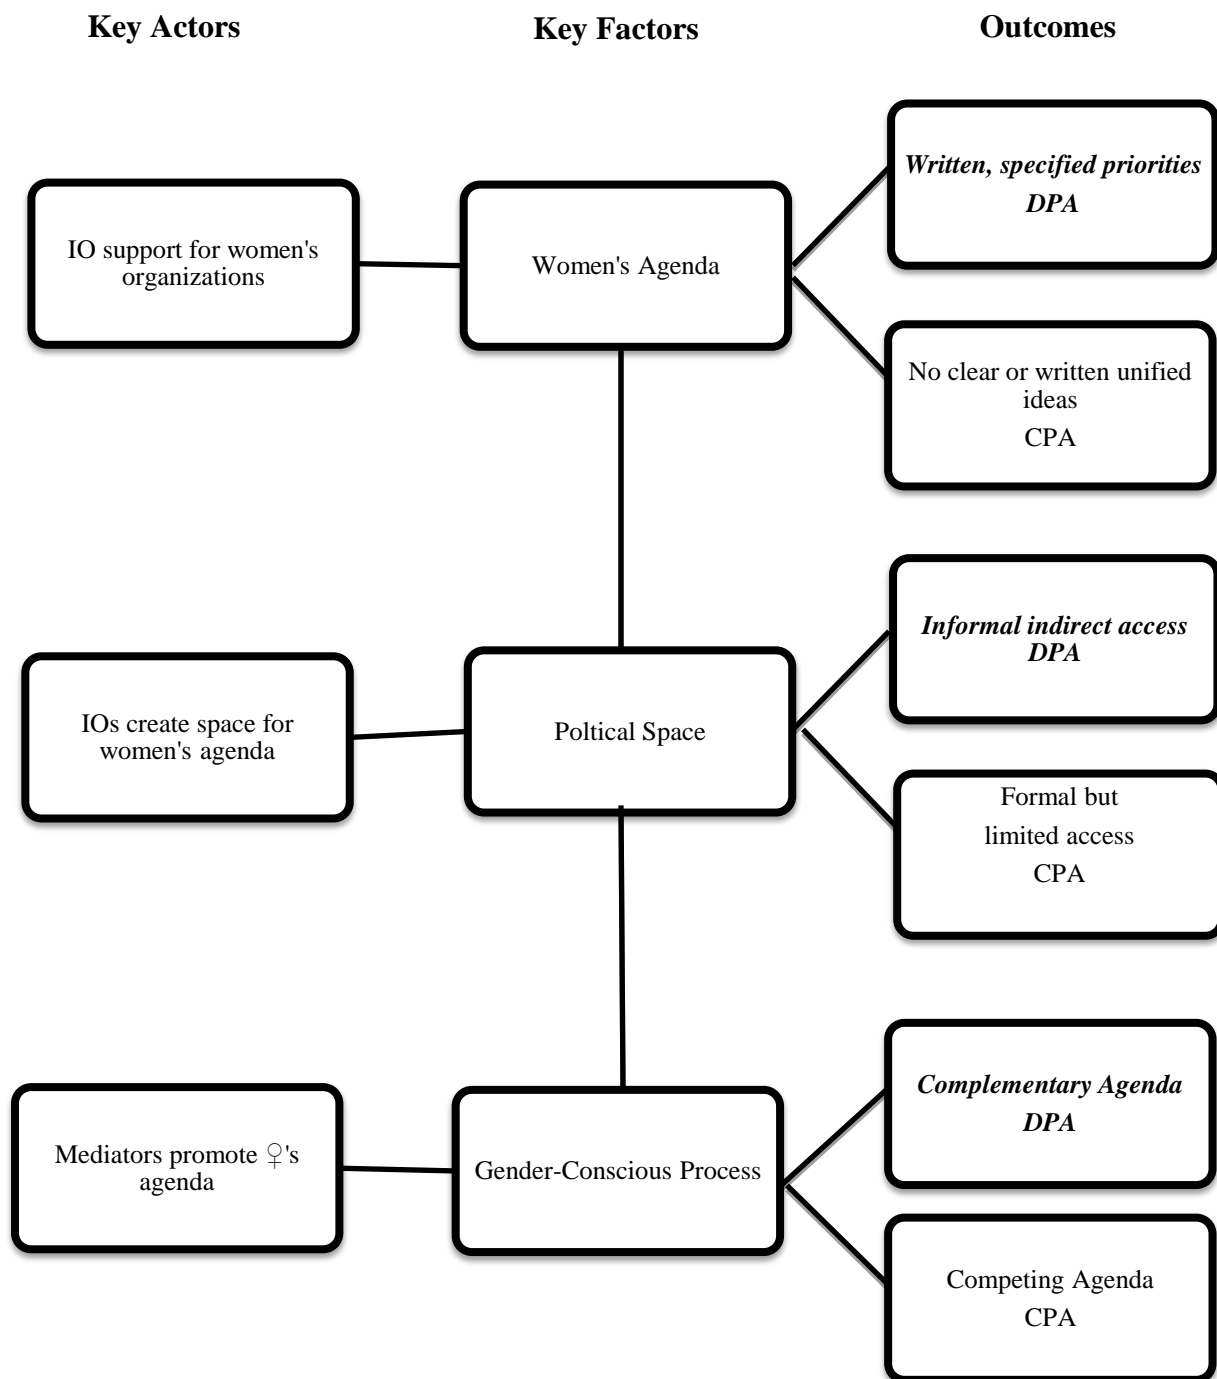 Key Actors
Key Factors
Outcomes
Written, specified priorities
DPA
IO support for women's
organizations
Women's Agenda
No clear or written unified
ideas
CPA
Informal indirect access
DPA
IOs create space for
women's agenda
Poltical Space
Formal but
limited access
CPA
Complementary Agenda
DPA
Mediators promote ♀'s
agenda
Gender-Conscious Process
Competing Agenda
CPA